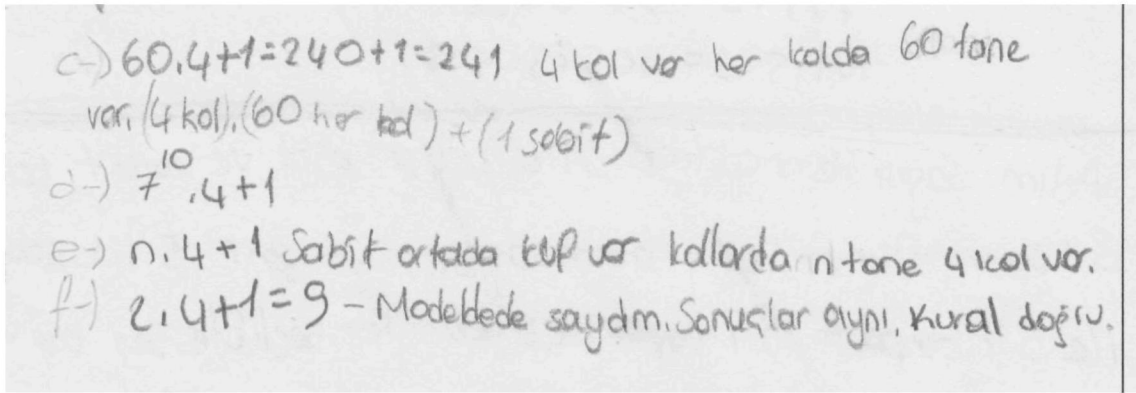 c-) 60.4+1=240+1=241 4 kol var her kolda 60 tane
var. (4 kol).(60 her kol) + (1 sabit)
d-) 7¹⁰.4+1
e-) n.4+1 Sabit ortada küp var kollarda n tane 4 kol var.
f-) 2.4+1=9 - Modeldede saydım. Sonuçlar aynı, Kural doğru.